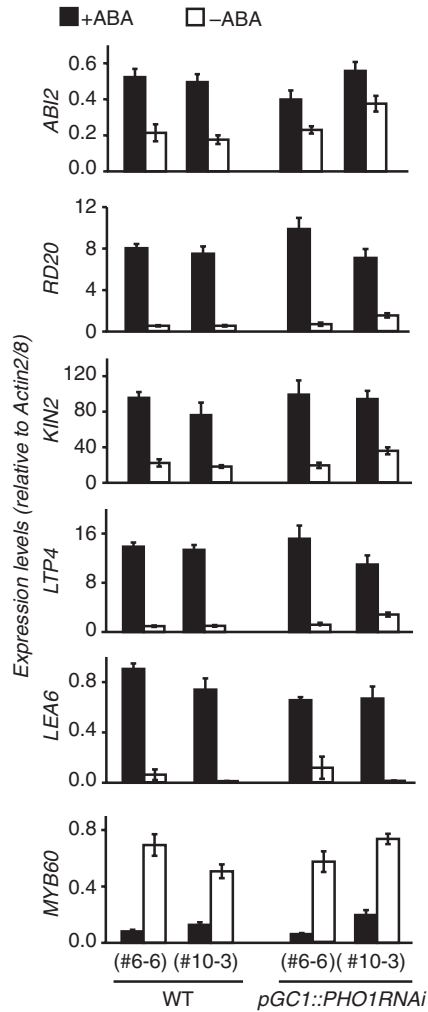 +ABA –ABA
Expression levels (relative to Actin2/8)
ABI2
0.6
0.4
0.2
0.0
RD20
12
8
4
0
KIN2
120
80
40
0
LTP4
16
8
0
LEA6
0.8
0.4
0.0
MYB60
0.8
0.4
0.0
(#6-6) (#10-3) (#6-6)( #10-3)
WT pGC1::PHO1RNAi